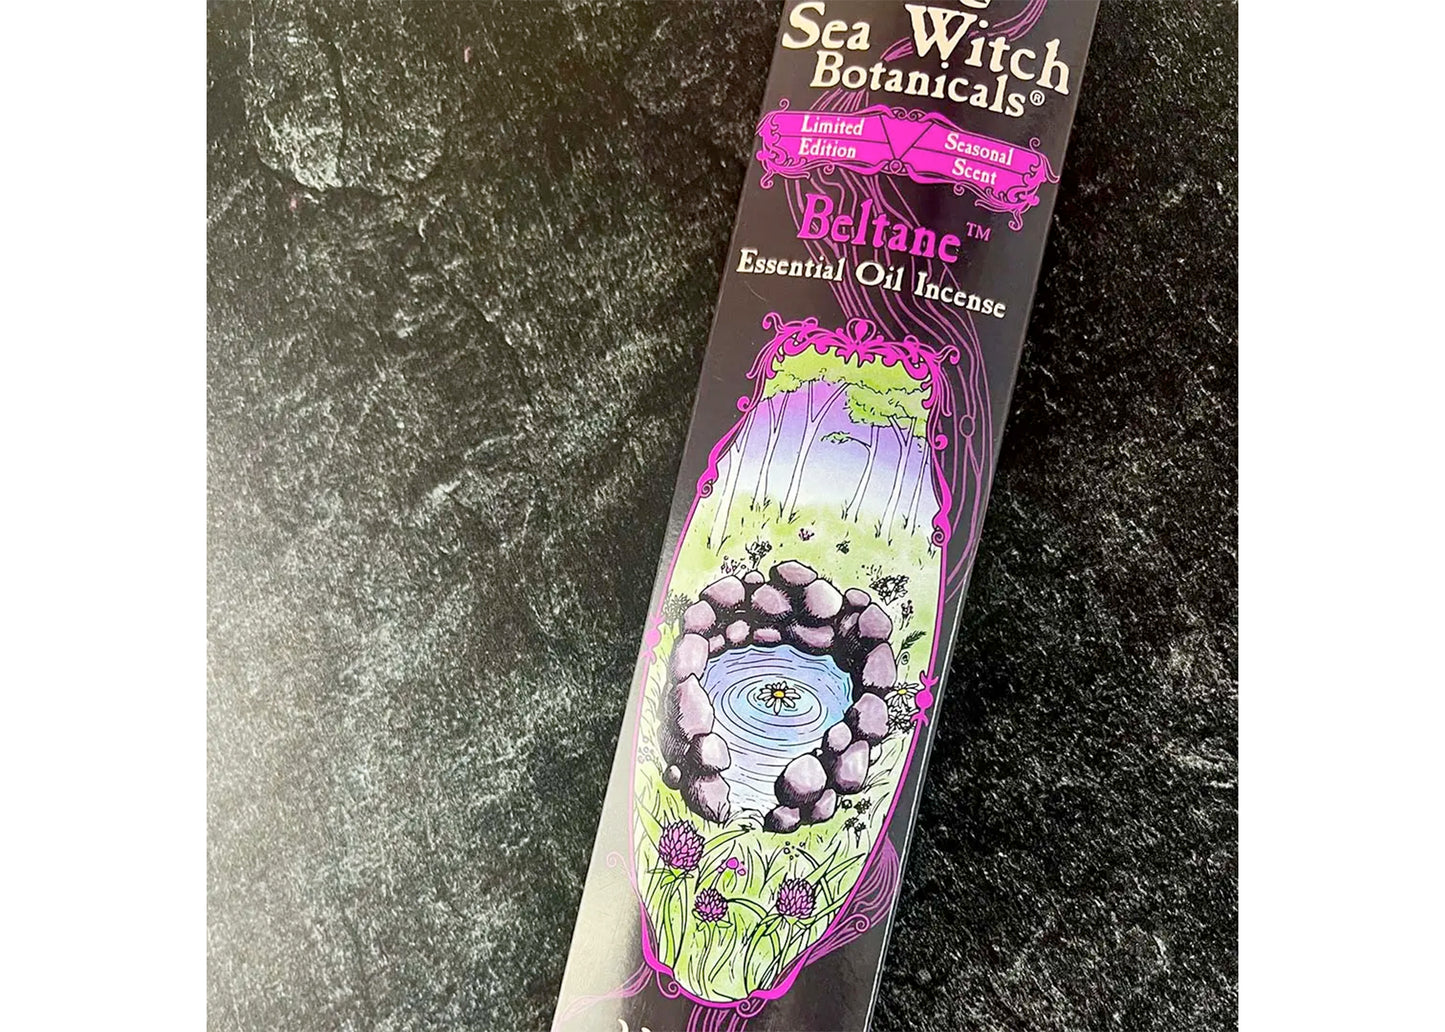 Sea Witch
Botanicals®
Limited
Edition
Seasonal
Scent
Beltane™
Essential Oil Incense